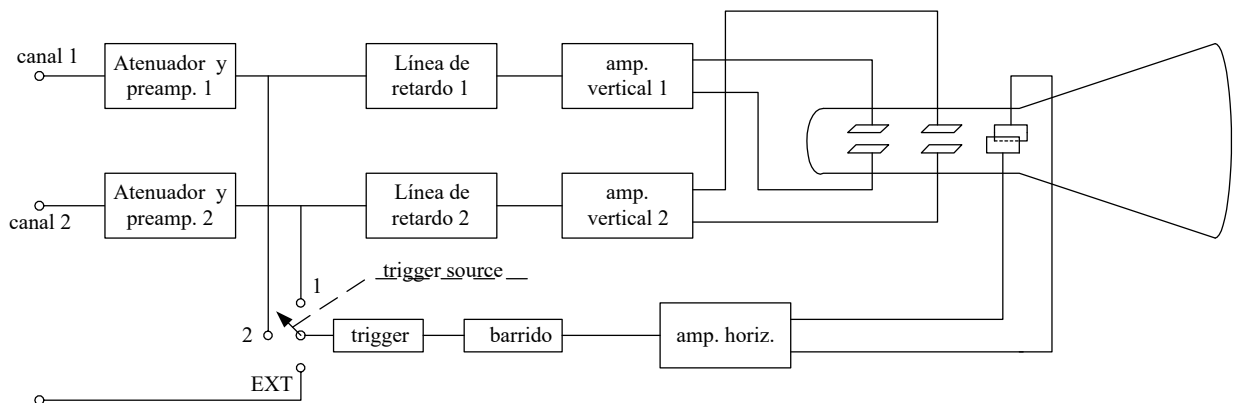 canal 1
Atenuador y
preamp. 1
Línea de
retardo 1
amp.
vertical 1
canal 2
Atenuador y
preamp. 2
Línea de
retardo 2
amp.
vertical 2
trigger source
1
2
trigger
barrido
amp. horiz.
EXT